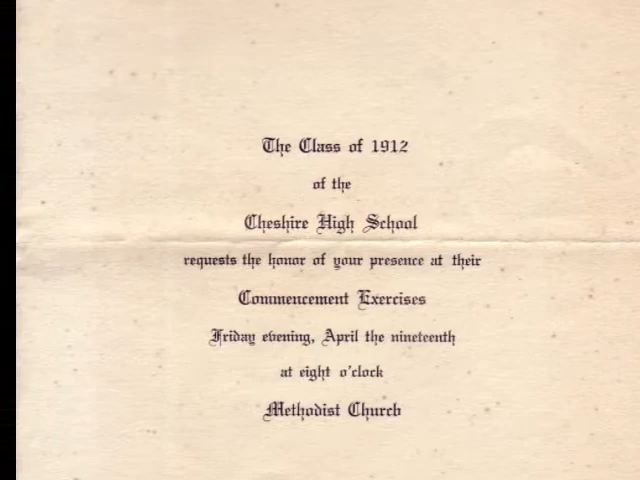 The Class of 1912
of the
Cheshire High School
requests the honor of your presence at their
Commencement Exercises
Friday evening, April the nineteenth
at eight o'clock
Methodist Church